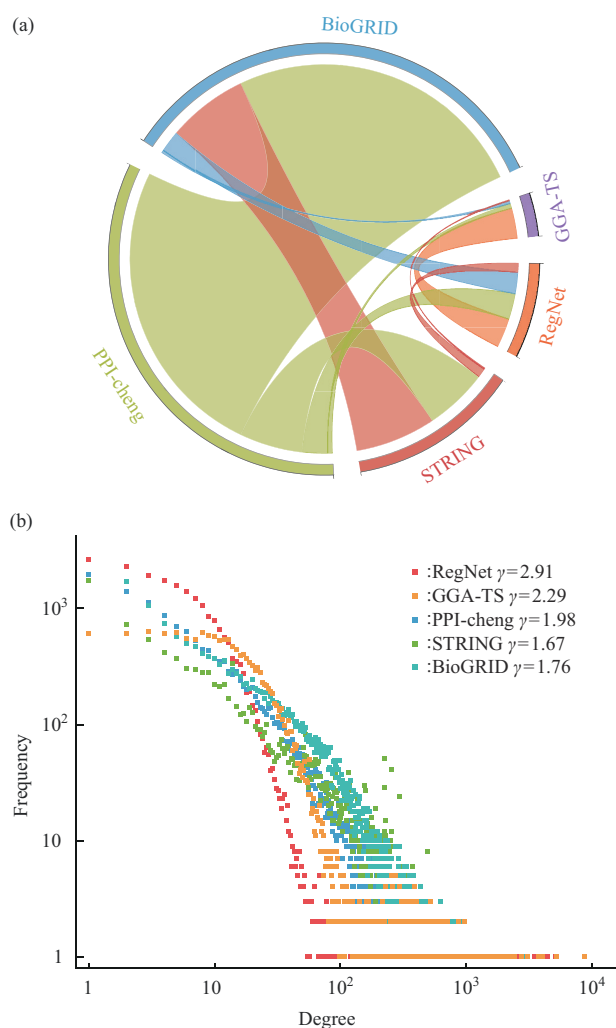 (a)
BioGRID
GGA-TS
RegNet
STRING
PPI-cheng
(b)
:RegNet γ=2.91
:GGA-TS γ=2.29
:PPI-cheng γ=1.98
:STRING γ=1.67
:BioGRID γ=1.76
Frequency
10³
10²
10
1
1 10 10² 10³ 10⁴
Degree